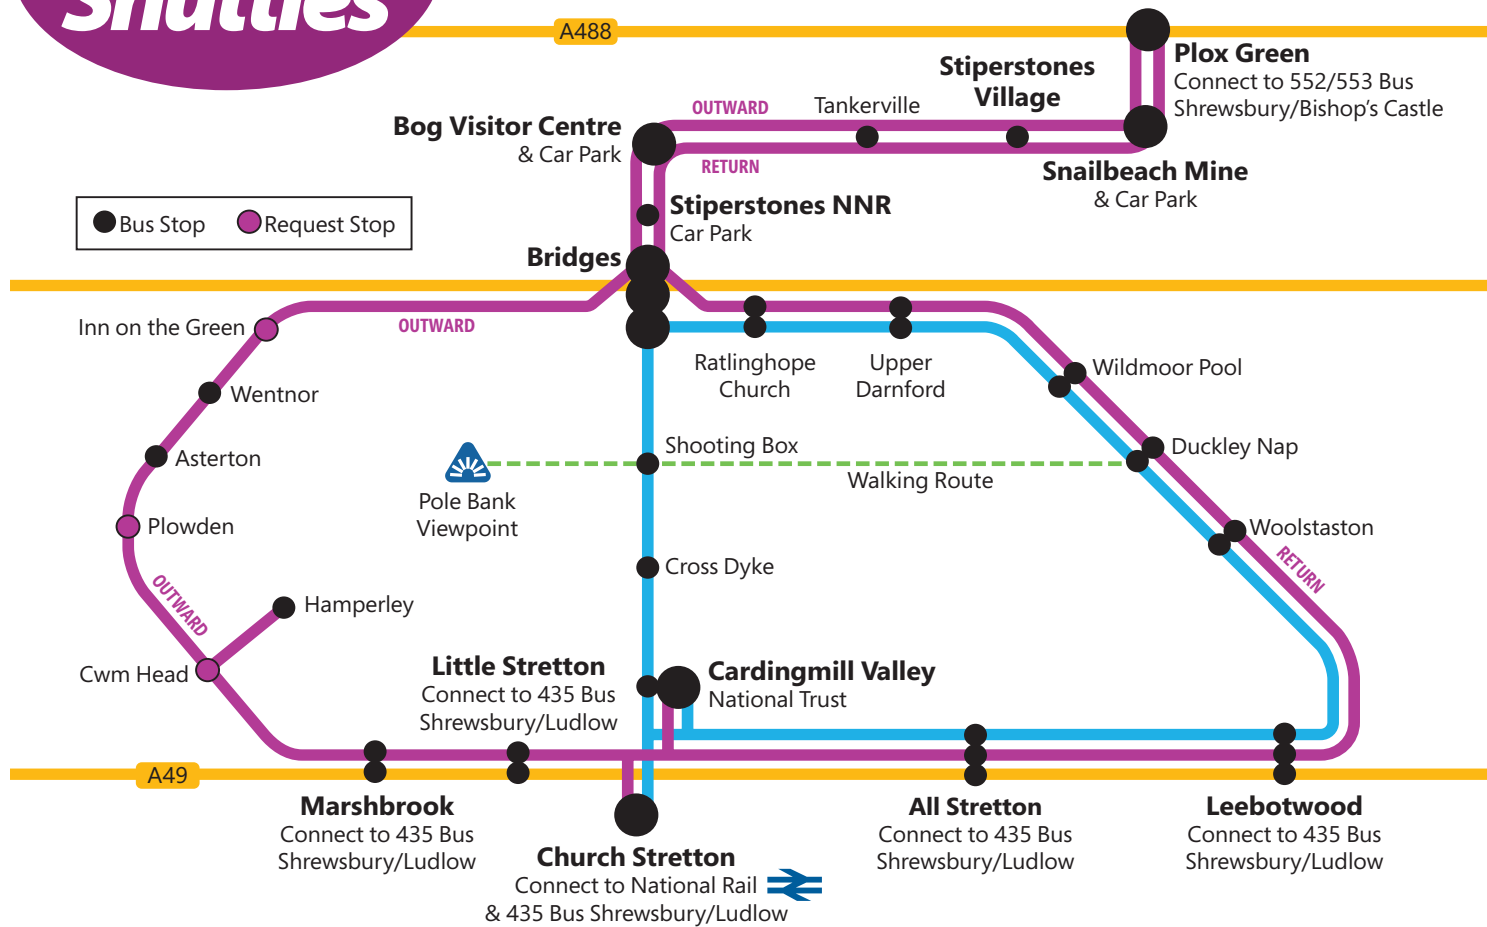 Shuttles
A488
Plox Green
Connect to 552/553 Bus
Shrewsbury/Bishop's Castle
Stiperstones
Village
Tankerville
OUTWARD
Bog Visitor Centre
& Car Park
RETURN
Snailbeach Mine
& Car Park
Stiperstones NNR
Car Park
Bus Stop
Request Stop
Bridges
Inn on the Green
OUTWARD
Ratlinghope
Church
Upper
Darnford
Wildmoor Pool
Wentnor
Asterton
Shooting Box
Duckley Nap
Walking Route
Pole Bank
Viewpoint
Plowden
Woolstaston
Cross Dyke
RETURN
OUTWARD
Hamperley
Cwm Head
Little Stretton
Connect to 435 Bus
Shrewsbury/Ludlow
Cardingmill Valley
National Trust
A49
Marshbrook
Connect to 435 Bus
Shrewsbury/Ludlow
Church Stretton
Connect to National Rail
& 435 Bus Shrewsbury/Ludlow
All Stretton
Connect to 435 Bus
Shrewsbury/Ludlow
Leebotwood
Connect to 435 Bus
Shrewsbury/Ludlow